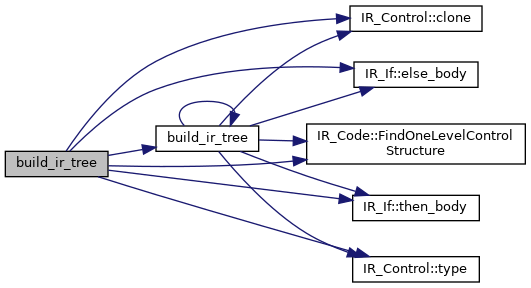 build_ir_tree
build_ir_tree
IR_Control::clone
IR_If::else_body
IR_Code::FindOneLevelControl
Structure
IR_If::then_body
IR_Control::type